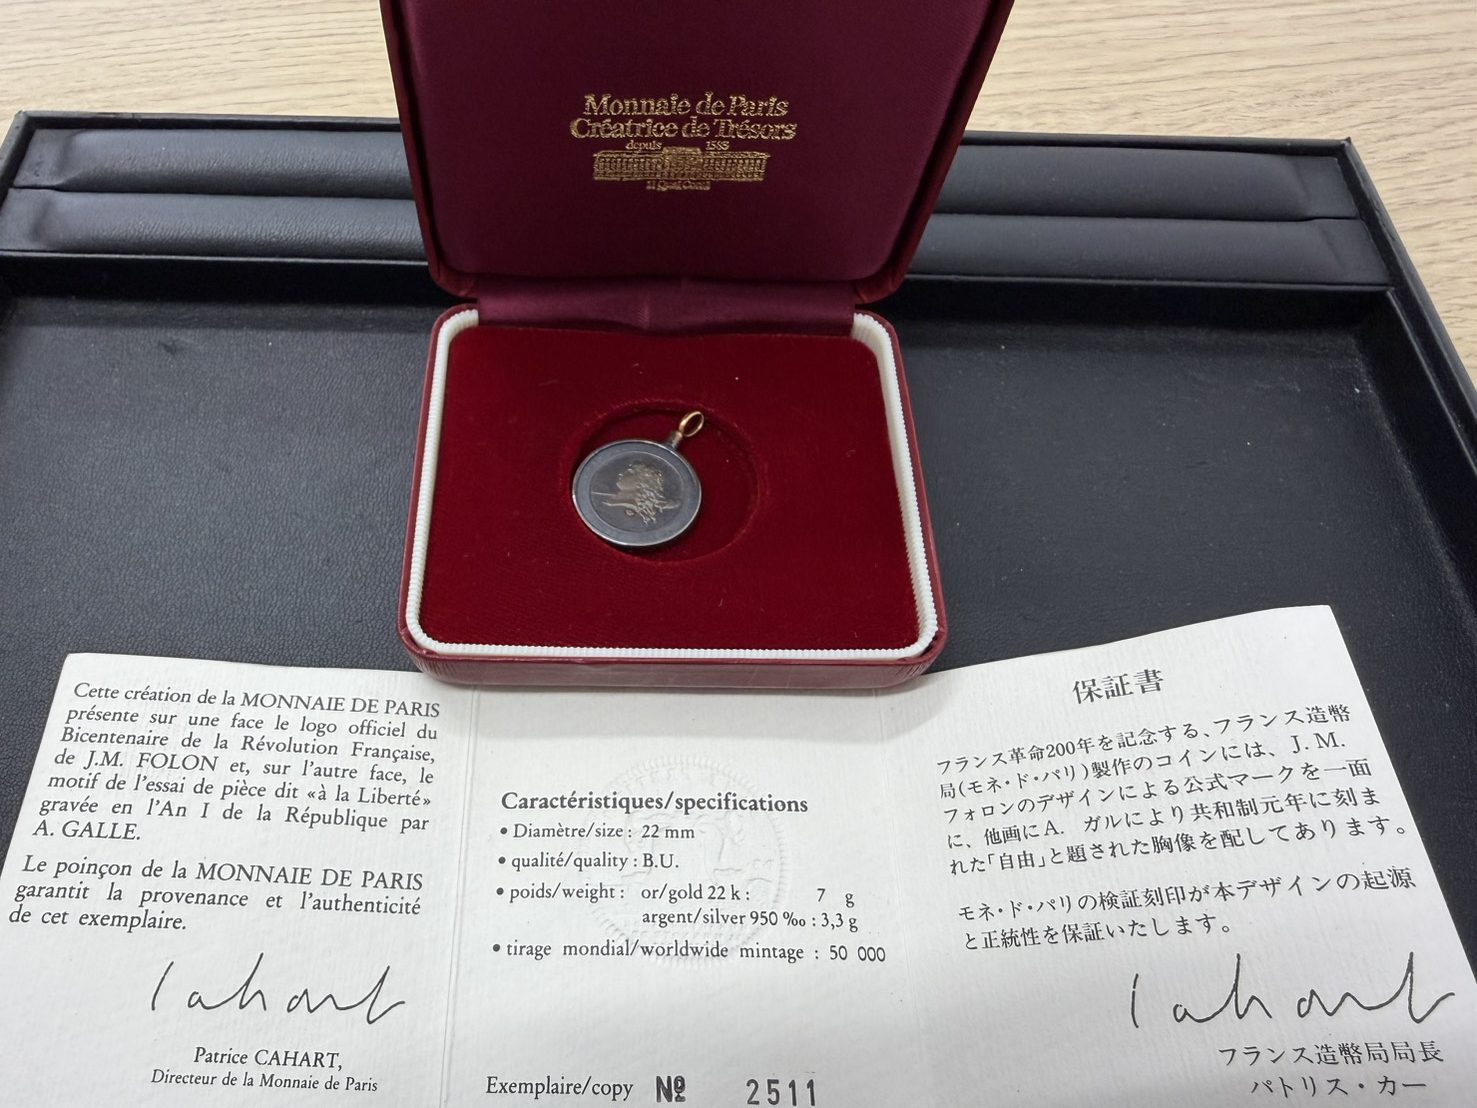 Monnaie de Paris
Créatrice de Trésors
depuis
11 Quai Conti
Cette création de la MONNAIE DE PARIS
présente sur une face le logo officiel du
Bicentenaire de la Révolution Française,
de J.M. FOLON et, sur l'autre face, le
motif de l'essai de pièce dit «à la Liberté»
gravée en l'An I de la République par
A. GALLE.
Le poinçon de la MONNAIE DE PARIS
garantit la provenance et l'authenticité
de cet exemplaire.
Cahart
Patrice CAHART,
Directeur de la Monnaie de Paris
Caractéristiques/specifications
• Diamètre/size : 22 mm
• qualité/quality : B.U.
• poids/weight : or/gold 22 k : 7 g
argent/silver 950 ‰ : 3,3 g
• tirage mondial/worldwide mintage : 50 000
Exemplaire/copy № 2511
保証書
フランス革命200年を記念する、フランス造幣
局(モネ・ド・パリ)製作のコインには、J. M.
フォロンのデザインによる公式マークを一面
に、他画にA. ガルにより共和制元年に刻ま
れた「自由」と題された胸像を配してあります。
モネ・ド・パリの検証刻印が本デザインの起源
と正統性を保証いたします。
Cahart
フランス造幣局局長
パトリス・カー